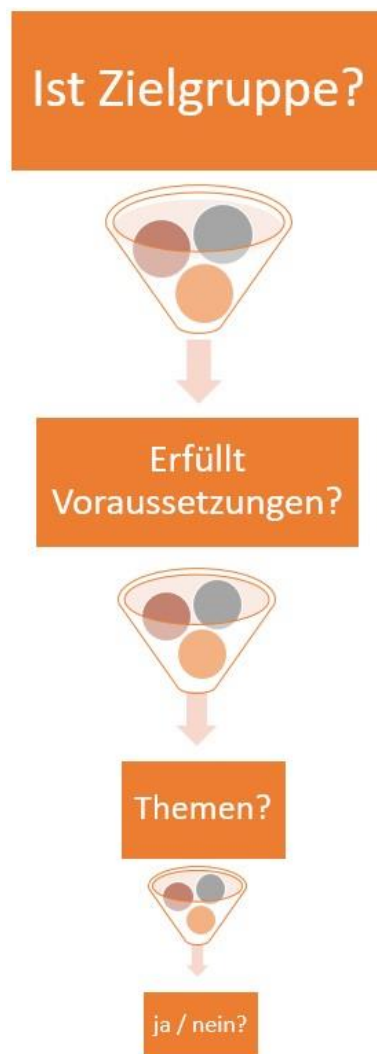 Ist Zielgruppe?
Erfüllt
Voraussetzungen?
Themen?
ja / nein?